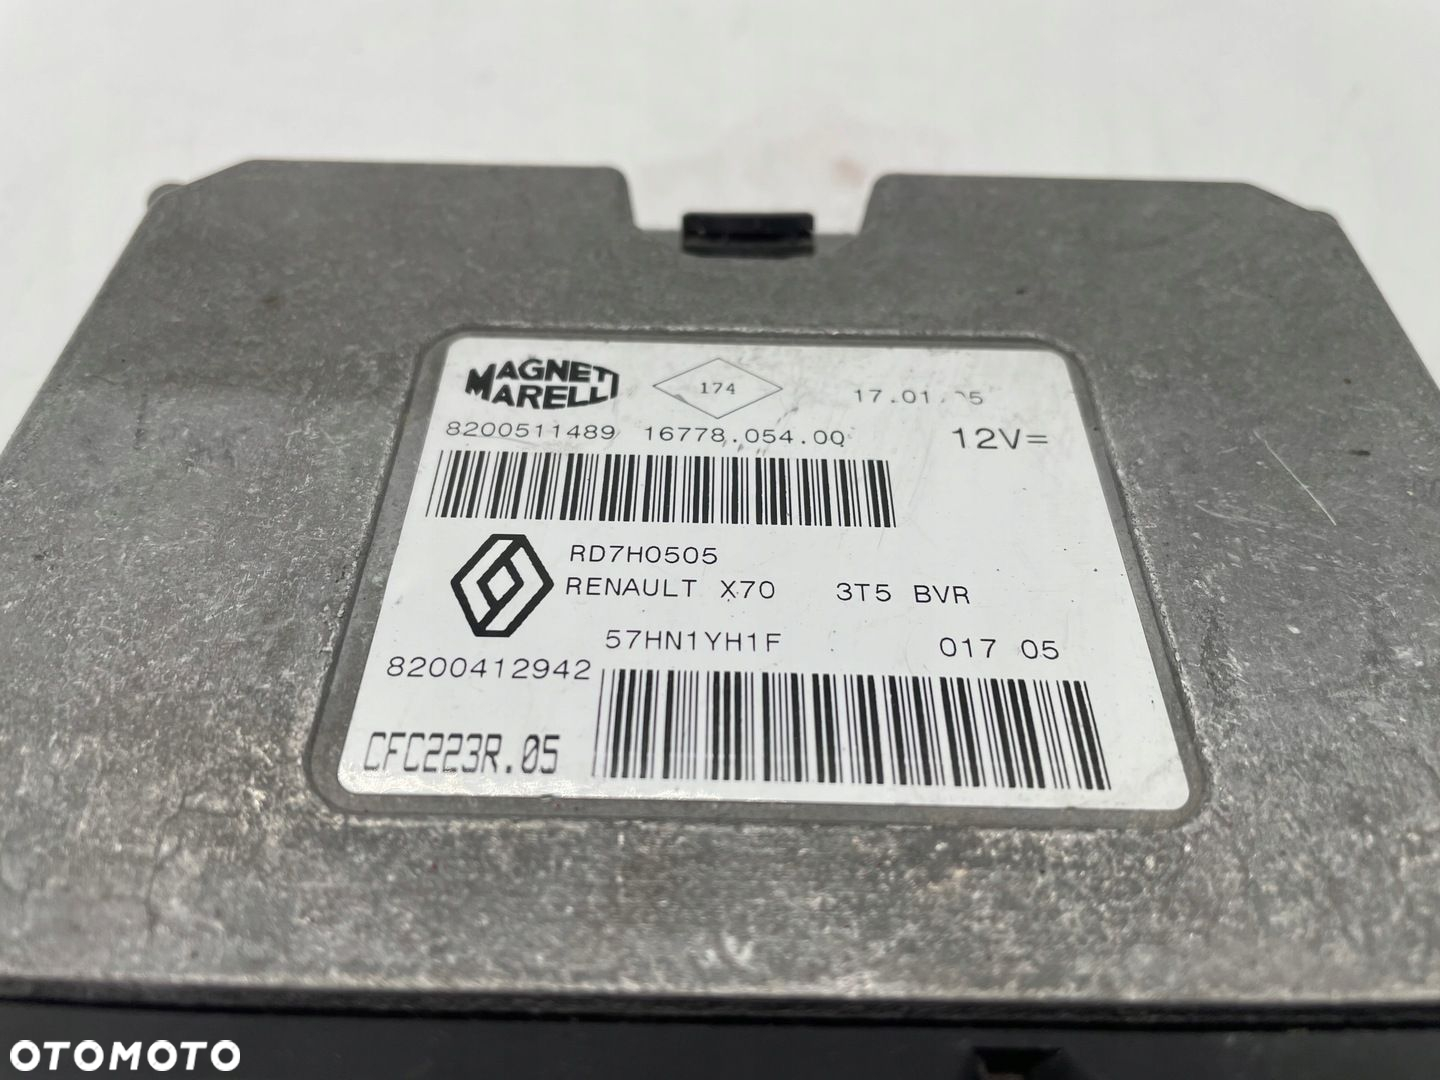 MAGNETI
MARELLI
174
17.01.05
8200511489 16778.054.00
12V=
RD7H0505
RENAULT X70 3T5 BVR
57HN1YH1F 017 05
8200412942
CFC223R.05
OTOMOTO